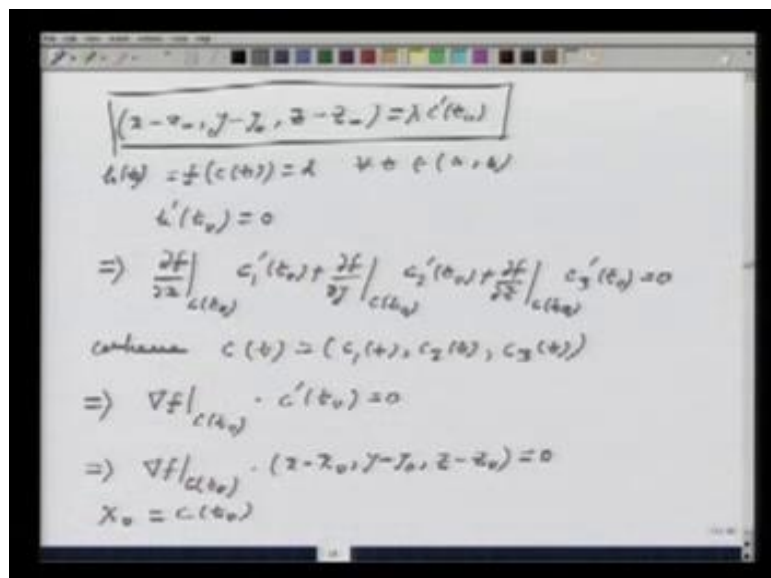 (x-x₀, y-y₀, z-z₀) = λ c'(t₀)
h(t) = f(c(t)) = d ∀ t ∈ (a, b)
h'(t₀) = 0
⇒ ∂f/∂x|_{c(t₀)} c₁'(t₀) + ∂f/∂y|_{c(t₀)} c₂'(t₀) + ∂f/∂z|_{c(t₀)} c₃'(t₀) = 0
c(t) = (c₁(t), c₂(t), c₃(t))
⇒ ∇f|_{c(t₀)} · c'(t₀) = 0
⇒ ∇f|_{c(t₀)} · (x-x₀, y-y₀, z-z₀) = 0
X₀ = c(t₀)